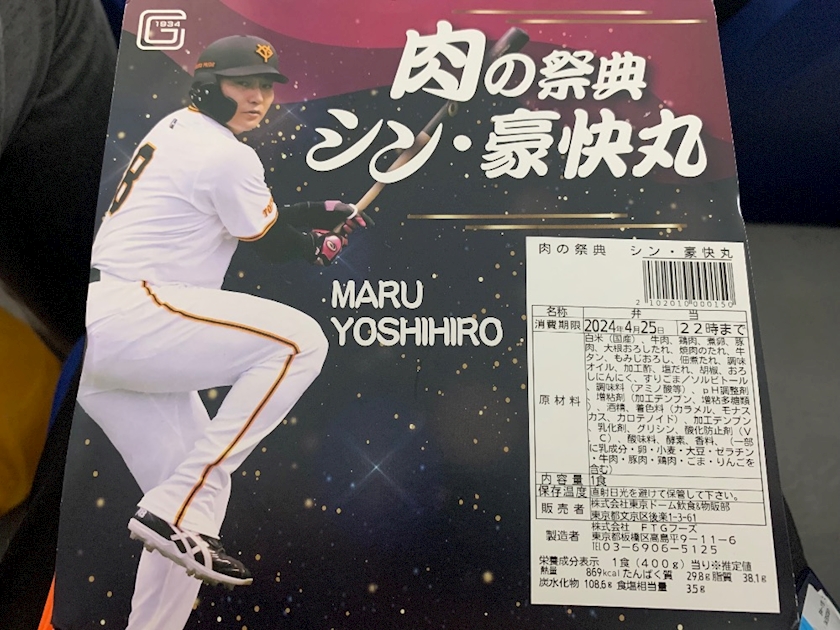 G 1934
肉の祭典
シン・豪快丸
8
MARU
YOSHIHIRO
肉の祭典 シン・豪快丸
2 102010 000150
名称 弁当
消費期限 2024年4月25日 22時まで
原材料
白米（国産）、牛肉、鶏肉、煮卵、豚
肉、大根おろしたれ、焼肉のたれ、牛
タン、もみじおろし、佃煮たれ、調味
オイル、加工酢、塩だれ、胡椒、おろ
しにんにく、すりごま／ソルビトール
、調味料（アミノ酸等）、pH調整剤
、増粘剤（加工デンプン、増粘多糖類）
、酒精、着色料（カラメル、モナス
カス、カロテノイド）、加工デンプン
、乳化剤、グリシン、酸化防止剤（V．
C）、酸味料、酵素、香料、（一部
に乳成分・卵・小麦・大豆・ゼラチン
・牛肉・豚肉・鶏肉・ごま・りんごを
含む）
内容量 1食
保存温度 直射日光を避けて保管して下さい。
販売者 株式会社東京ドーム飲食&物販部
東京都文京区後楽1-3-61
製造者 株式会社 FTGフーズ
東京都板橋区高島平9-11-6
TEL03-6906-5125
栄養成分表示 1食（400g）当り※推定値
熱量 869kcal たんぱく質 29.8g 脂質 38.1g
炭水化物 108.6g 食塩相当量 3.5g